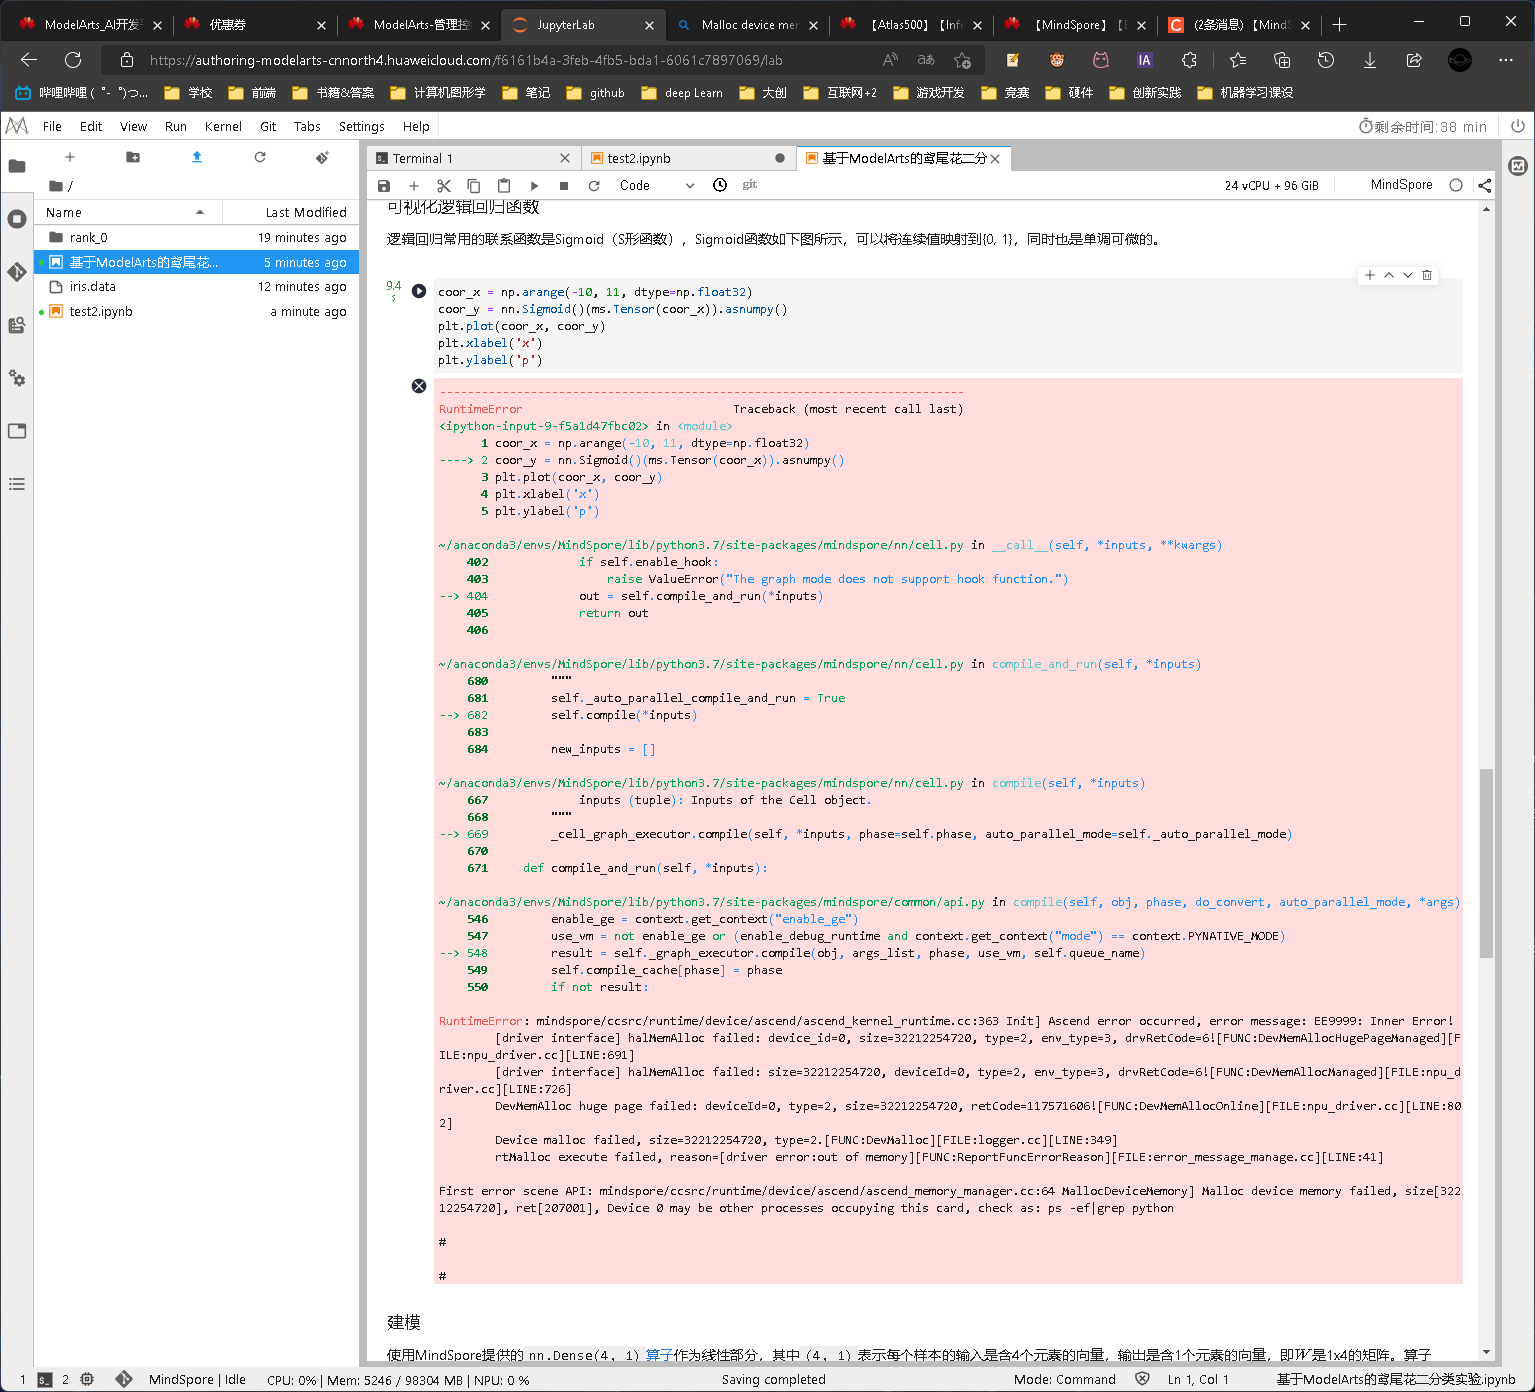 ModelArts_AI开发
优惠券
ModelArts-管理控
JupyterLab
Malloc device mer
【Atlas500】【Infe
【MindSpore】【
(2条消息)【MindS
https://authoring-modelarts-cnnorth4.huaweicloud.com/f6161b4a-3feb-4fb5-bda1-6061c7897069/lab
哔哩哔哩 (゜-゜)つ...
学校
前端
书籍&答案
计算机图形学
笔记
github
deep Learn
大创
互联网+2
游戏开发
竞赛
硬件
创新实践
机器学习课设
File Edit View Run Kernel Git Tabs Settings Help
剩余时间: 38 min
Terminal 1
test2.ipynb
基于ModelArts的鸢尾花二分
/
Code
git
24 vCPU + 96 GiB
MindSpore
Name
Last Modified
rank_0 19 minutes ago
基于ModelArts的鸢尾花... 5 minutes ago
iris.data 12 minutes ago
test2.ipynb a minute ago
可视化逻辑回归函数
逻辑回归常用的联系函数是Sigmoid（S形函数），Sigmoid函数如下图所示，可以将连续值映射到{0, 1}，同时也是单调可微的。
9.4
s
coor_x = np.arange(-10, 11, dtype=np.float32)
coor_y = nn.Sigmoid()(ms.Tensor(coor_x)).asnumpy()
plt.plot(coor_x, coor_y)
plt.xlabel('x')
plt.ylabel('p')
---------------------------------------------------------------------------
RuntimeError Traceback (most recent call last)
<ipython-input-9-f5a1d47fbc02> in <module>
1 coor_x = np.arange(-10, 11, dtype=np.float32)
----> 2 coor_y = nn.Sigmoid()(ms.Tensor(coor_x)).asnumpy()
3 plt.plot(coor_x, coor_y)
4 plt.xlabel('x')
5 plt.ylabel('p')
~/anaconda3/envs/MindSpore/lib/python3.7/site-packages/mindspore/nn/cell.py in __call__(self, *inputs, **kwargs)
402 if self.enable_hook:
403 raise ValueError("The graph mode does not support hook function.")
--> 404 out = self.compile_and_run(*inputs)
405 return out
406
~/anaconda3/envs/MindSpore/lib/python3.7/site-packages/mindspore/nn/cell.py in compile_and_run(self, *inputs)
680 """
681 self._auto_parallel_compile_and_run = True
--> 682 self.compile(*inputs)
683
684 new_inputs = []
~/anaconda3/envs/MindSpore/lib/python3.7/site-packages/mindspore/nn/cell.py in compile(self, *inputs)
667 inputs (tuple): Inputs of the Cell object.
668 """
--> 669 _cell_graph_executor.compile(self, *inputs, phase=self.phase, auto_parallel_mode=self._auto_parallel_mode)
670
671 def compile_and_run(self, *inputs):
~/anaconda3/envs/MindSpore/lib/python3.7/site-packages/mindspore/common/api.py in compile(self, obj, phase, do_convert, auto_parallel_mode, *args)
546 enable_ge = context.get_context("enable_ge")
547 use_vm = not enable_ge or (enable_debug_runtime and context.get_context("mode") == context.PYNATIVE_MODE)
--> 548 result = self._graph_executor.compile(obj, args_list, phase, use_vm, self.queue_name)
549 self.compile_cache[phase] = phase
550 if not result:
RuntimeError: mindspore/ccsrc/runtime/device/ascend/ascend_kernel_runtime.cc:363 Init] Ascend error occurred, error message: EE9999: Inner Error!
[driver interface] halMemAlloc failed: device_id=0, size=32212254720, type=2, env_type=3, drvRetCode=6![FUNC:DevMemAllocHugePageManaged][F
ILE:npu_driver.cc][LINE:691]
[driver interface] halMemAlloc failed: size=32212254720, deviceId=0, type=2, env_type=3, drvRetCode=6![FUNC:DevMemAllocManaged][FILE:npu_d
river.cc][LINE:726]
DevMemAlloc huge page failed: deviceId=0, type=2, size=32212254720, retCode=117571606![FUNC:DevMemAllocOnline][FILE:npu_driver.cc][LINE:80
2]
Device malloc failed, size=32212254720, type=2.[FUNC:DevMalloc][FILE:logger.cc][LINE:349]
rtMalloc execute failed, reason=[driver error:out of memory][FUNC:ReportFuncErrorReason][FILE:error_message_manage.cc][LINE:41]
First error scene API: mindspore/ccsrc/runtime/device/ascend/ascend_memory_manager.cc:64 MallocDeviceMemory] Malloc device memory failed, size[322
12254720], ret[207001], Device 0 may be other processes occupying this card, check as: ps -ef|grep python
#
#
建模
使用MindSpore提供的 nn.Dense(4, 1) 算子作为线性部分，其中 (4, 1) 表示每个样本的输入是含4个元素的向量，输出是含1个元素的向量，即W是1x4的矩阵。算子
1 2 MindSpore | Idle CPU: 0% | Mem: 5246 / 98304 MB | NPU: 0 % Saving completed Mode: Command Ln 1, Col 1 基于ModelArts的鸢尾花二分类实验.ipynb